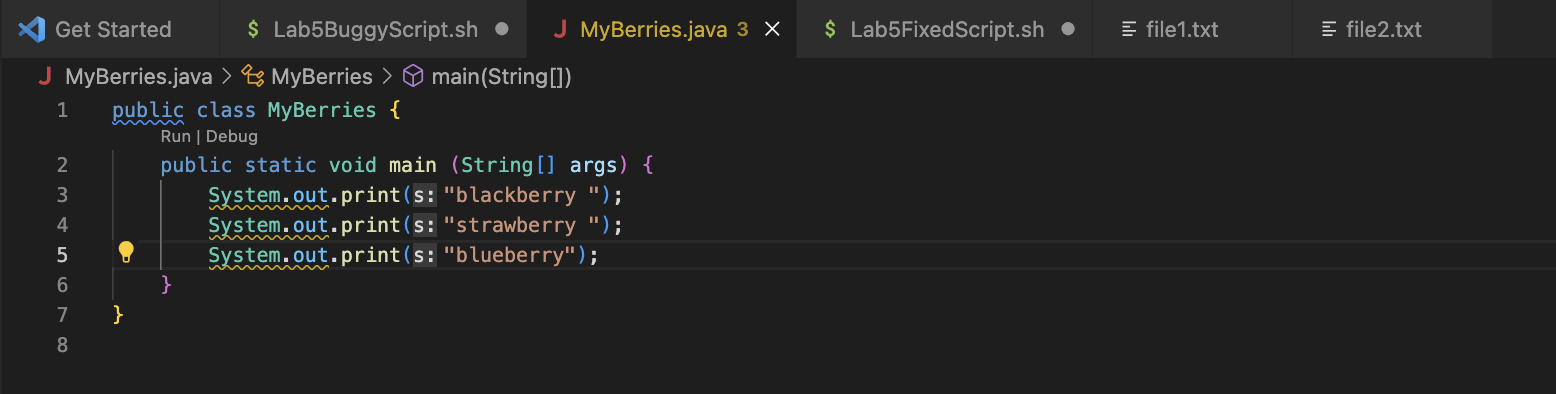 Get Started $ Lab5BuggyScript.sh J MyBerries.java 3 $ Lab5FixedScript.sh file1.txt file2.txt
J MyBerries.java > MyBerries > main(String[])
1 public class MyBerries {
Run | Debug
2 public static void main (String[] args) {
3 System.out.print(s:"blackberry ");
4 System.out.print(s:"strawberry ");
5 System.out.print(s:"blueberry");
6 }
7 }
8